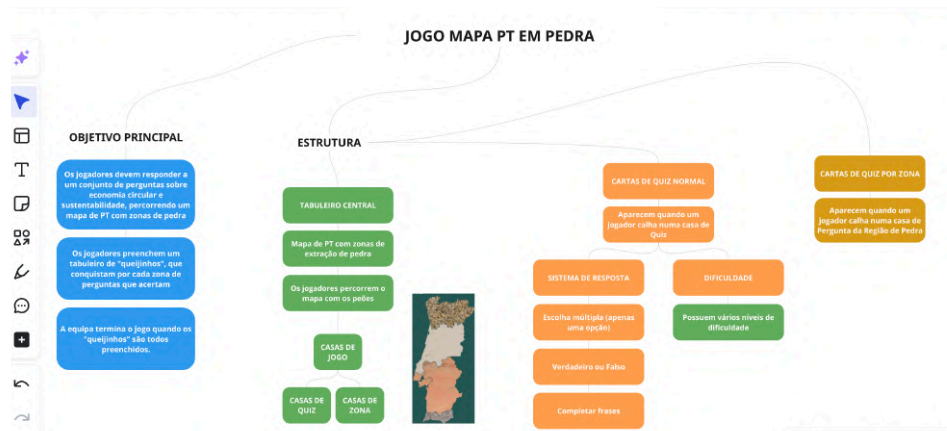 JOGO MAPA PT EM PEDRA
OBJETIVO PRINCIPAL
Os jogadores devem responder a
um conjunto de perguntas sobre
economia circular e
sustentabilidade, percorrendo um
mapa de PT com zonas de pedra
Os jogadores preenchem um
tabuleiro de "queijinhos", que
conquistam por cada zona de
perguntas que acertam
A equipa termina o jogo quando os
"queijinhos" são todos
preenchidos.
ESTRUTURA
TABULEIRO CENTRAL
Mapa de PT com zonas de
extração de pedra
Os jogadores percorrem o
mapa com os peões
CASAS DE
JOGO
CASAS DE
QUIZ
CASAS DE
ZONA
CARTAS DE QUIZ NORMAL
Aparecem quando um
jogador calha numa casa de
Quiz
SISTEMA DE RESPOSTA
Escolha múltipla (apenas
uma opção)
Verdadeiro ou Falso
Completar frases
DIFICULDADE
Possuem vários níveis de
dificuldade
CARTAS DE QUIZ POR ZONA
Aparecem quando um
jogador calha numa casa de
Pergunta da Região de Pedra